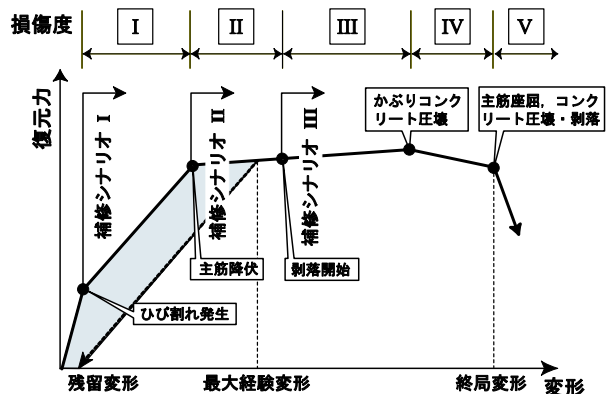 損傷度
I
II
III
IV
V
復元力
補修シナリオ I
補修シナリオ II
補修シナリオ III
かぶりコンク
リート圧壊
主筋座屈，コンク
リート圧壊・剥落
主筋降伏
剥落開始
ひび割れ発生
残留変形
最大経験変形
終局変形
変形